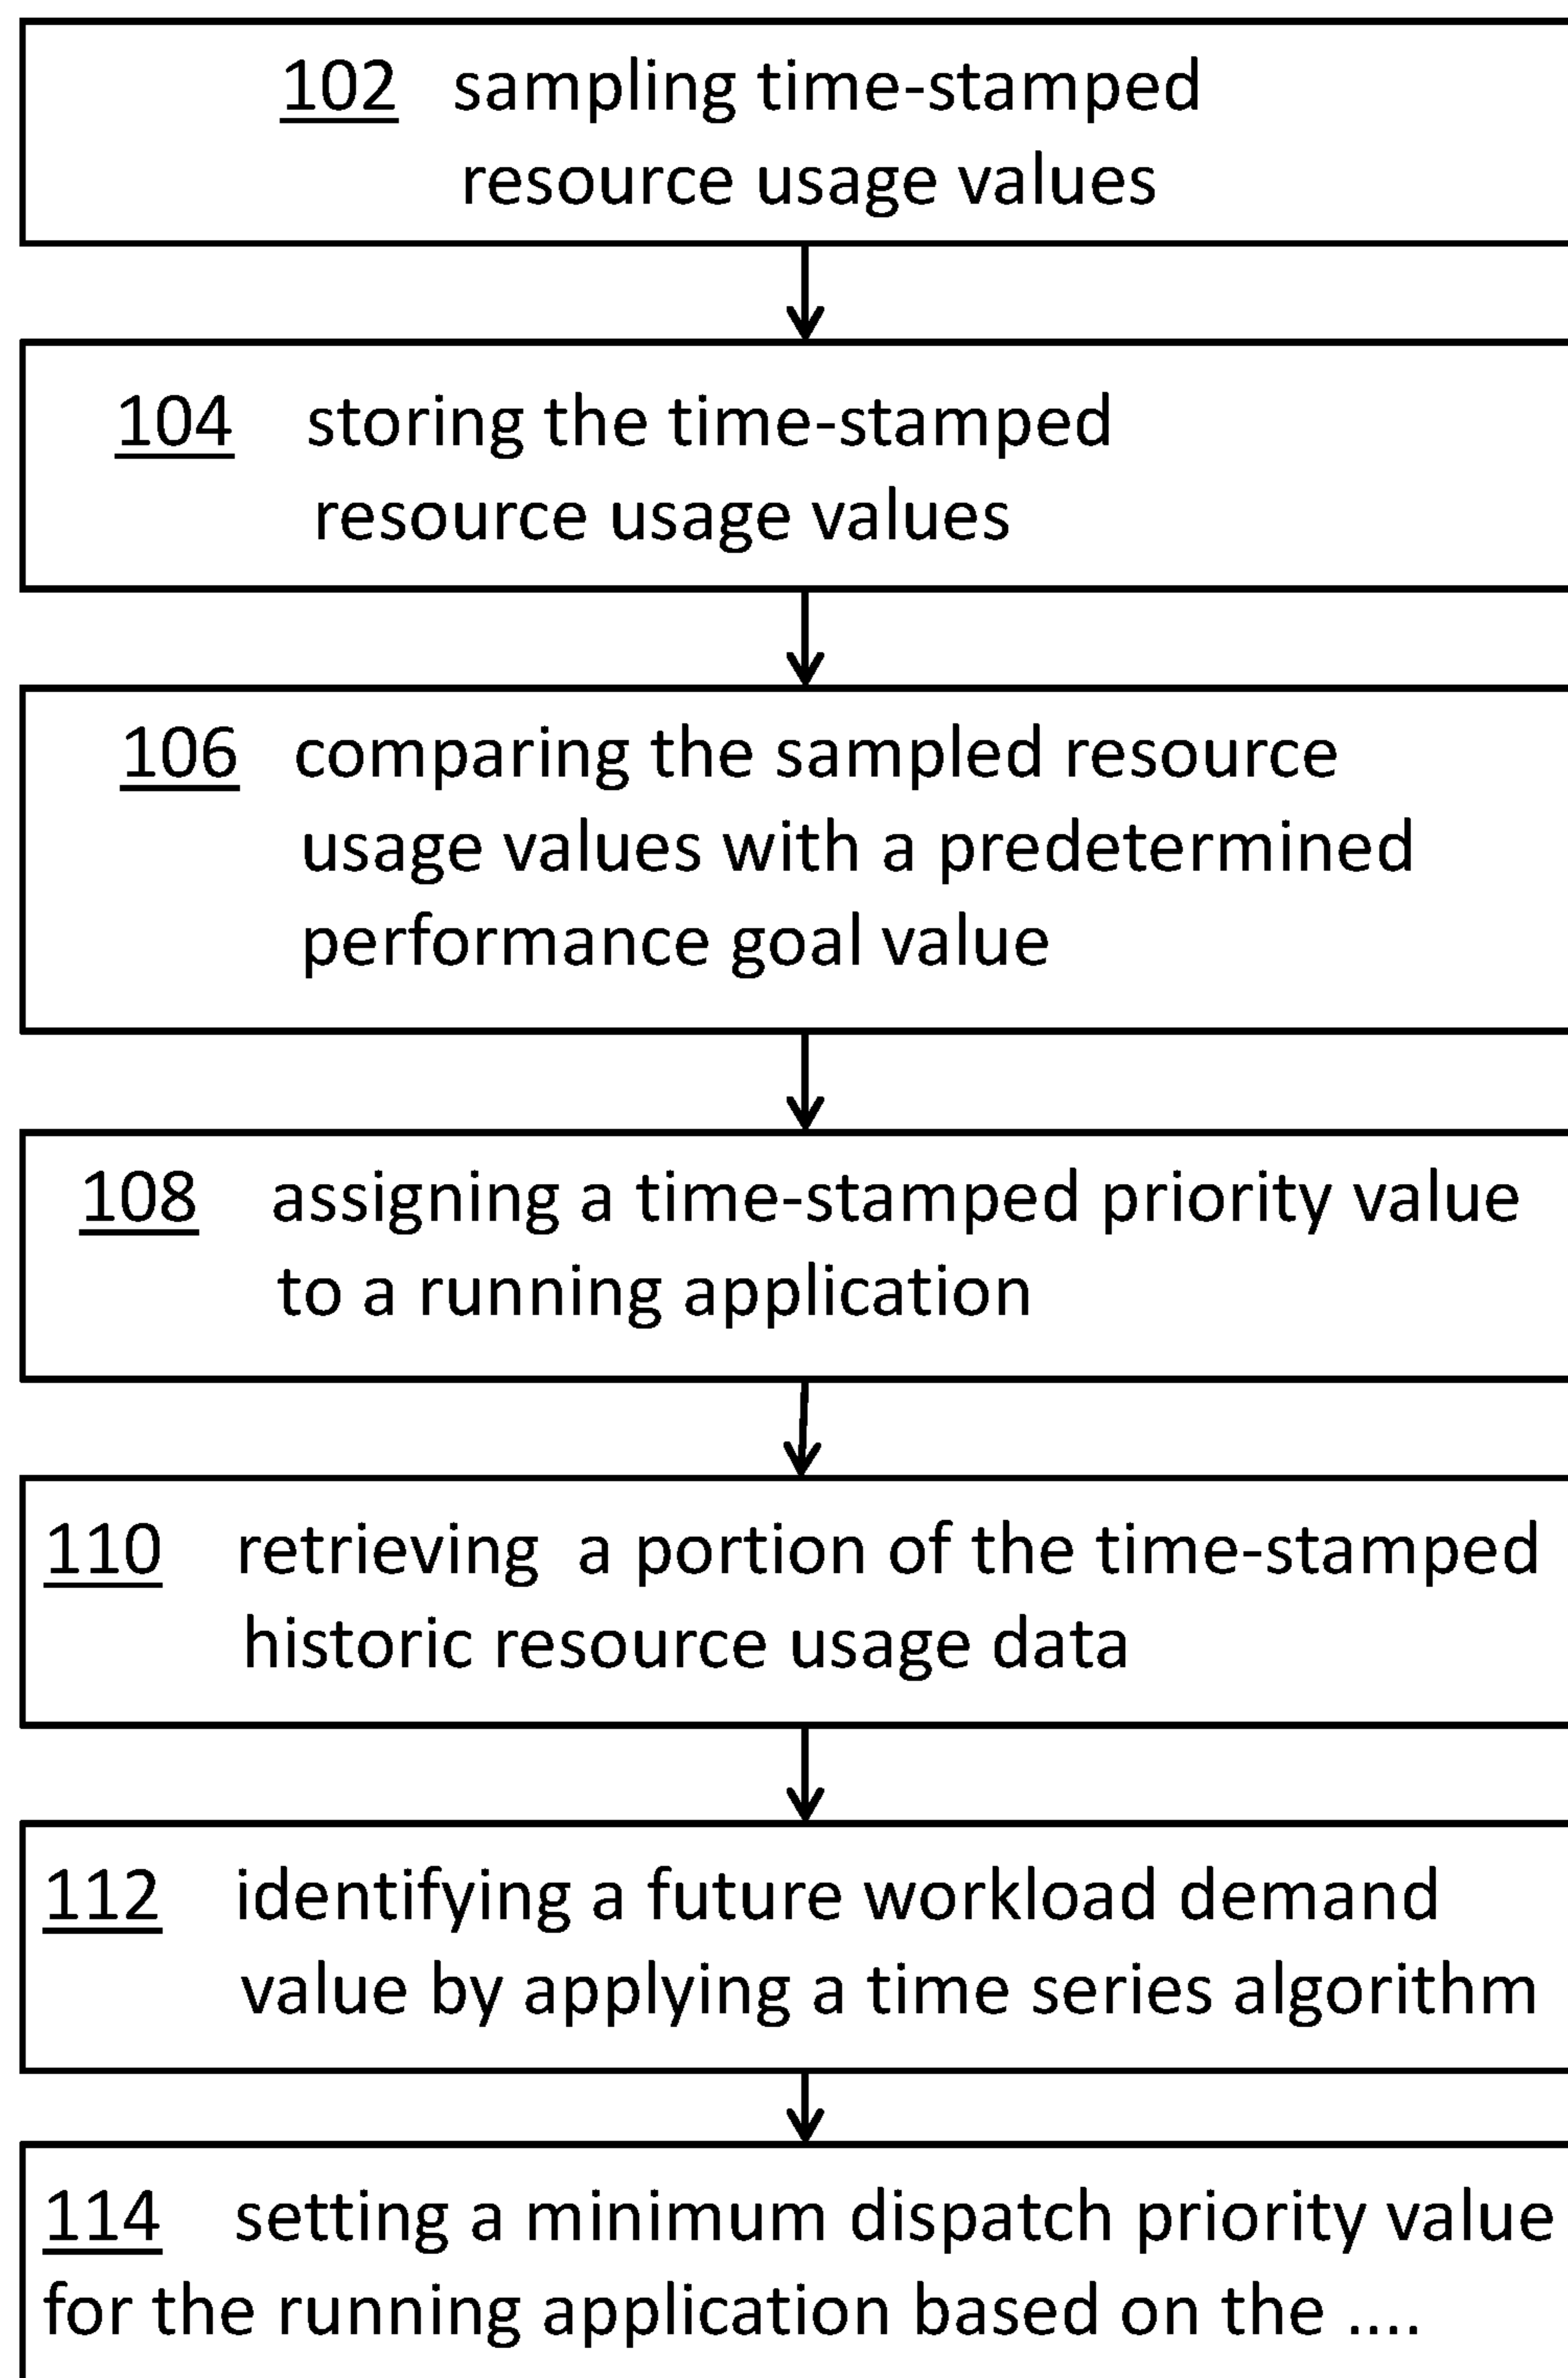 102 sampling time-stamped
resource usage values
104 storing the time-stamped
resource usage values
106 comparing the sampled resource
usage values with a predetermined
performance goal value
108 assigning a time-stamped priority value
to a running application
110 retrieving a portion of the time-stamped
historic resource usage data
112 identifying a future workload demand
value by applying a time series algorithm
114 setting a minimum dispatch priority value
for the running application based on the ....